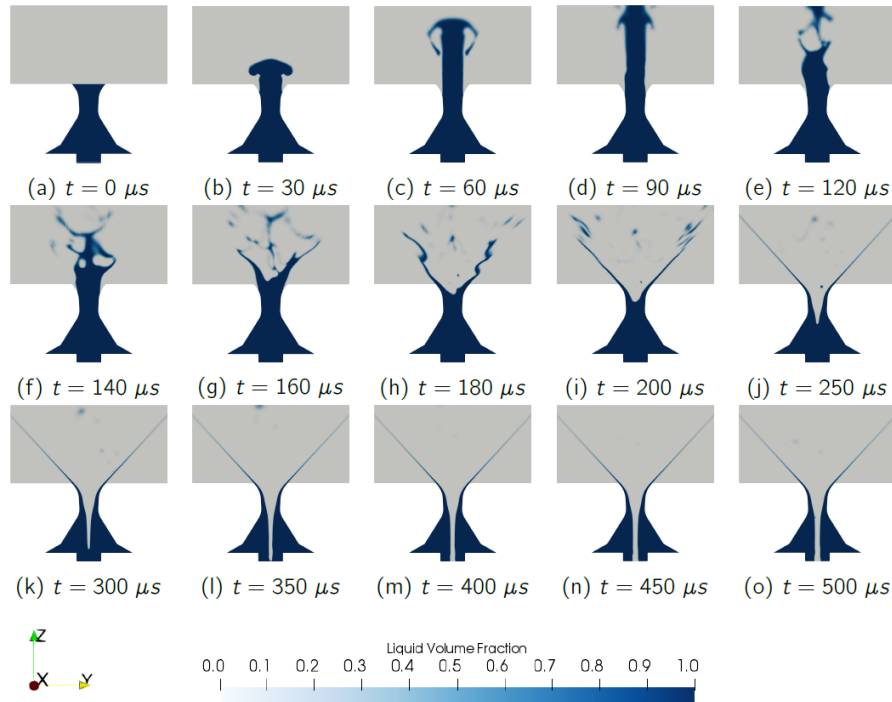 (a) t = 0 μs (b) t = 30 μs (c) t = 60 μs (d) t = 90 μs (e) t = 120 μs
(f) t = 140 μs (g) t = 160 μs (h) t = 180 μs (i) t = 200 μs (j) t = 250 μs
(k) t = 300 μs (l) t = 350 μs (m) t = 400 μs (n) t = 450 μs (o) t = 500 μs
Z
X Y
Liquid Volume Fraction
0.0 0.1 0.2 0.3 0.4 0.5 0.6 0.7 0.8 0.9 1.0